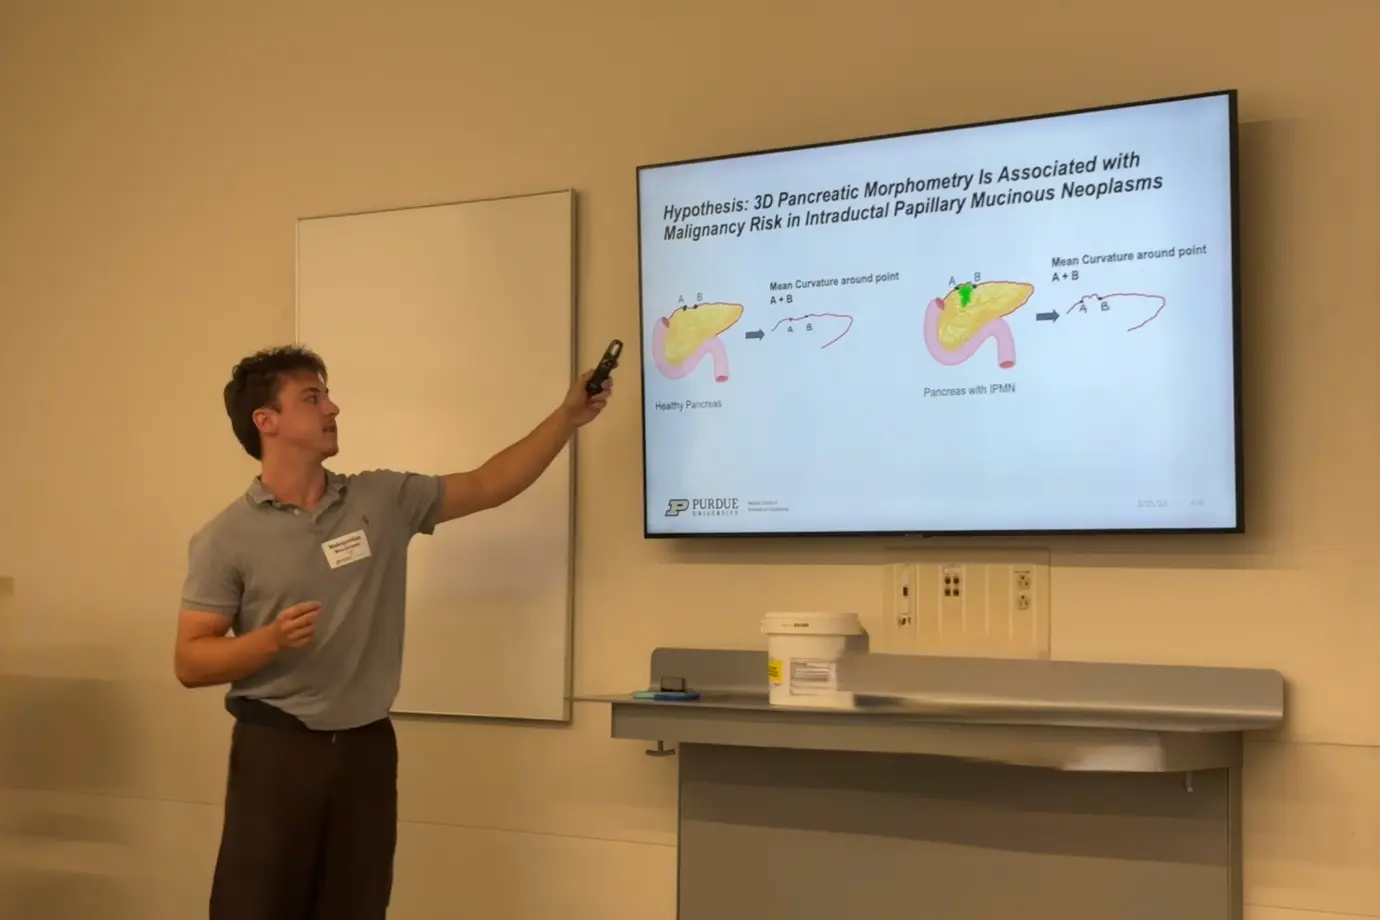 Hypothesis: 3D Pancreatic Morphometry Is Associated with
Malignancy Risk in Intraductal Papillary Mucinous Neoplasms
Mean Curvature around point
A + B
A B
A B
Healthy Pancreas
Mean Curvature around point
A + B
A B
A B
Pancreas with IPMN
P PURDUE
UNIVERSITY